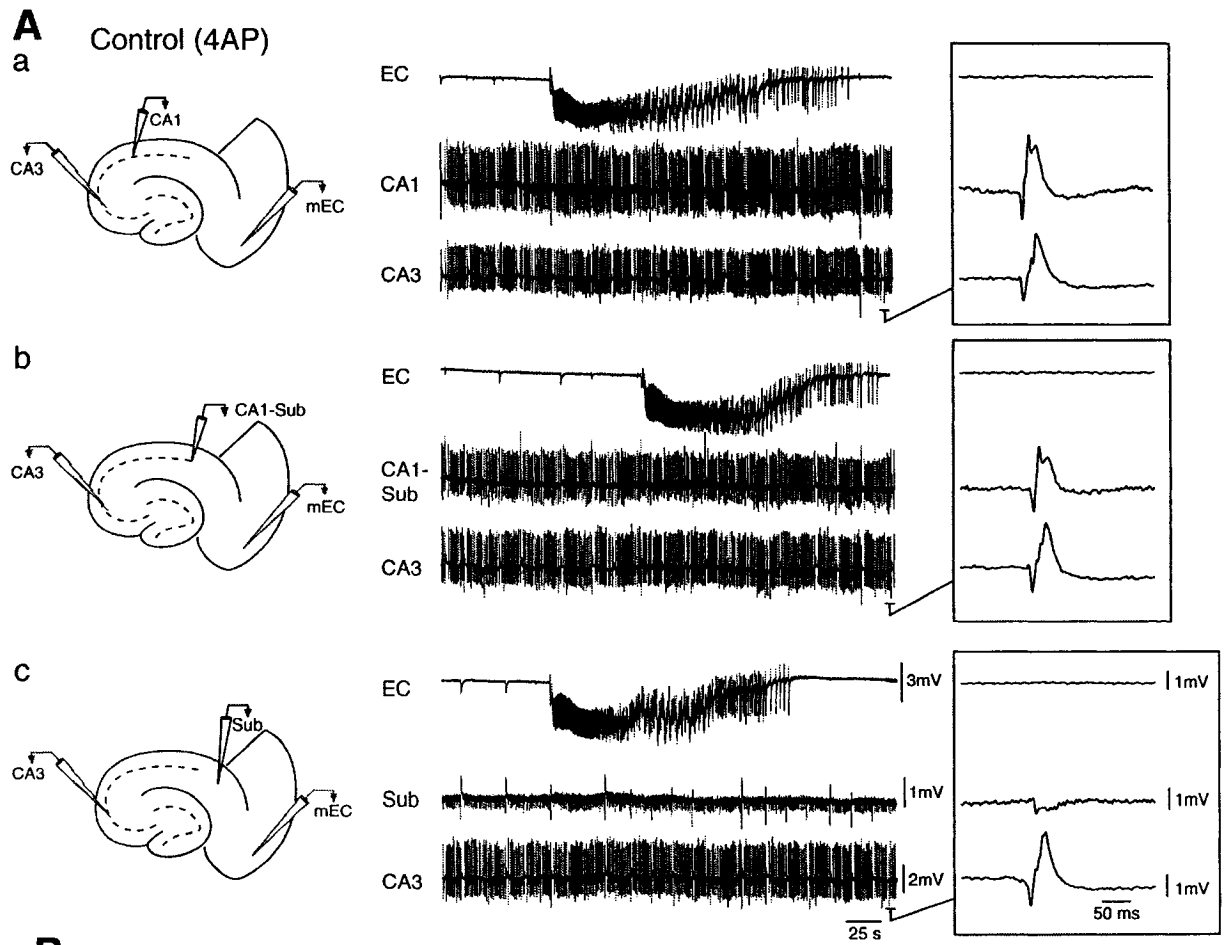 A
Control (4AP)
a
CA1
CA3
mEC
EC
CA1
CA3
b
CA1-Sub
CA3
mEC
EC
CA1-
Sub
CA3
c
Sub
CA3
mEC
EC
3mV
1mV
Sub
1mV
1mV
CA3
2mV
1mV
50 ms
25 s